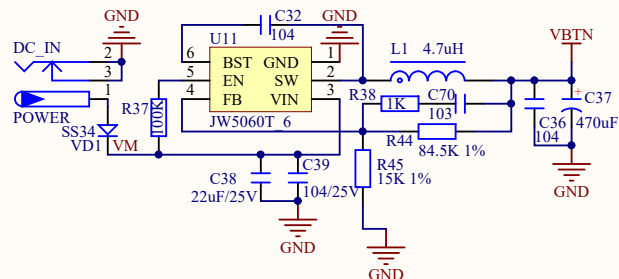 GND
C32
104
GND
VBTN
DC_IN
U11
L1 4.7uH
2
3
1
6 BST GND 1
5 EN SW 2
4 FB VIN 3
POWER
R37
100K
R38
1K
C70
103
C37
470uF
C36
104
SS34
VD1
VM
JW5060T_6
R44
84.5K 1%
R45
15K 1%
C38
22uF/25V
C39
104/25V
+
GND
GND
GND